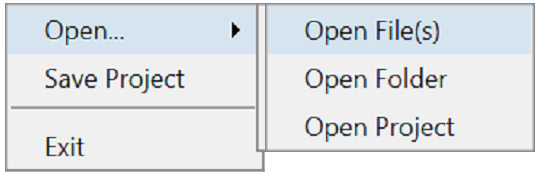 Open...
Save Project
Exit
Open File(s)
Open Folder
Open Project